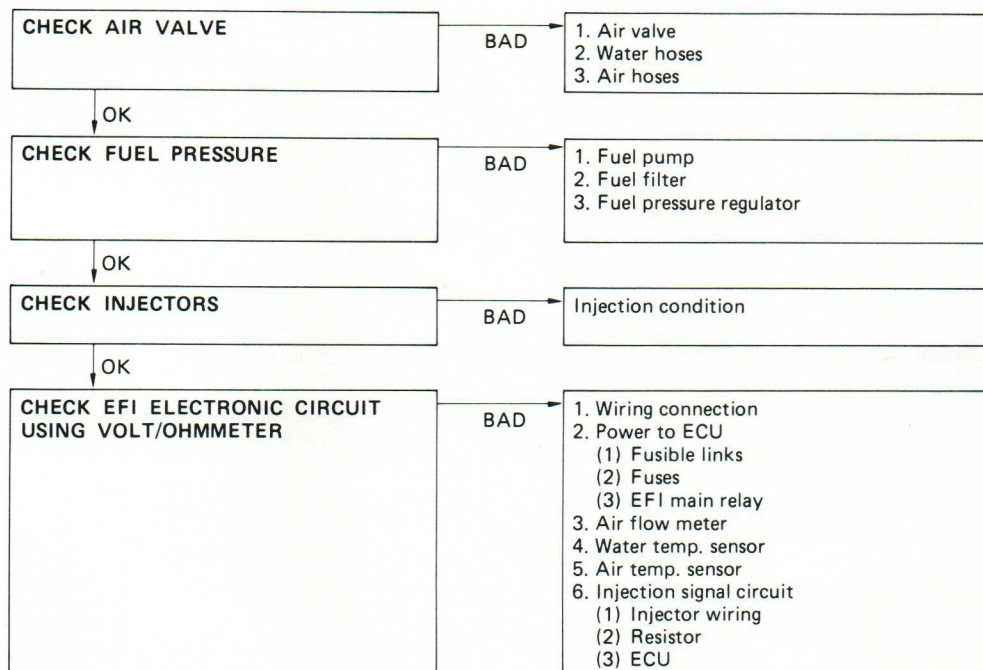 CHECK AIR VALVE
BAD
1. Air valve
2. Water hoses
3. Air hoses
OK
CHECK FUEL PRESSURE
BAD
1. Fuel pump
2. Fuel filter
3. Fuel pressure regulator
OK
CHECK INJECTORS
BAD
Injection condition
OK
CHECK EFI ELECTRONIC CIRCUIT
USING VOLT/OHMMETER
BAD
1. Wiring connection
2. Power to ECU
(1) Fusible links
(2) Fuses
(3) EFI main relay
3. Air flow meter
4. Water temp. sensor
5. Air temp. sensor
6. Injection signal circuit
(1) Injector wiring
(2) Resistor
(3) ECU